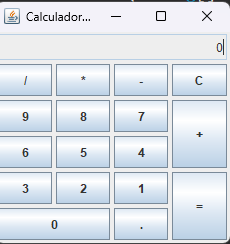 Calculador...
0
/ * - C
9 8 7 +
6 5 4
3 2 1 =
0 .